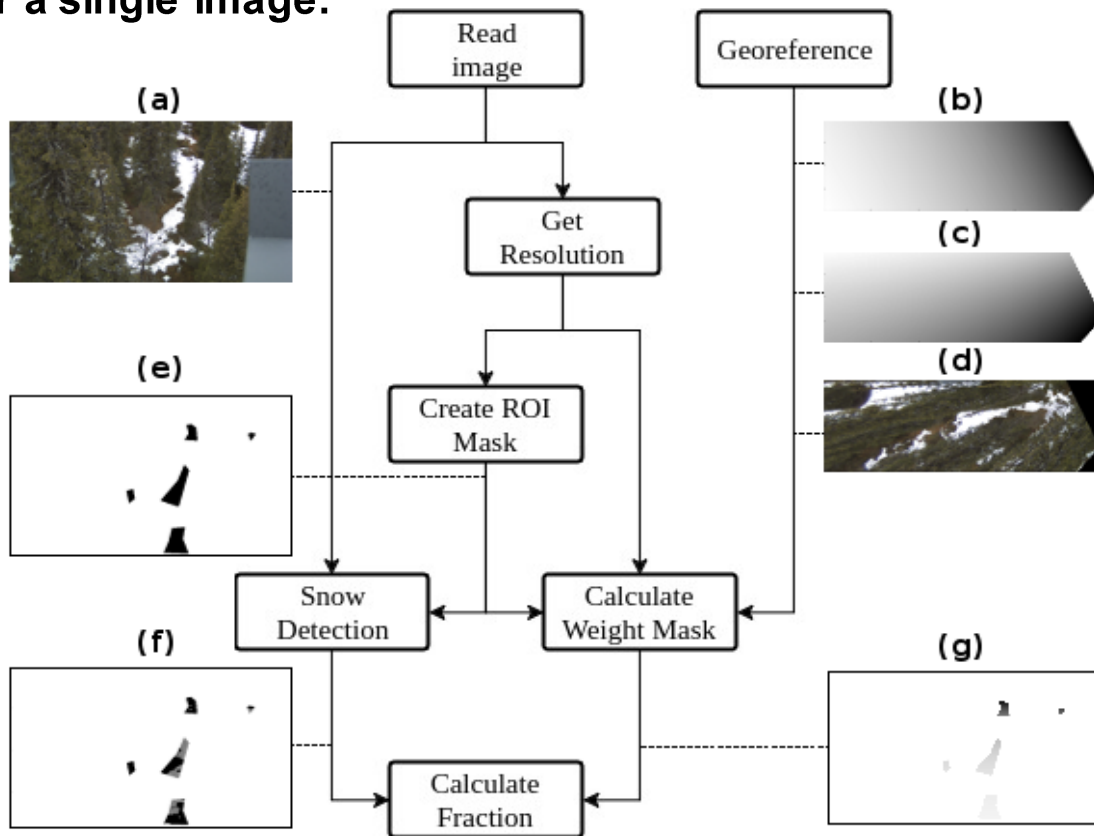 r a single image.
Read
image
Georeference
(a)
(b)
Get
Resolution
(c)
(d)
(e)
Create ROI
Mask
Snow
Detection
Calculate
Weight Mask
(f)
(g)
Calculate
Fraction